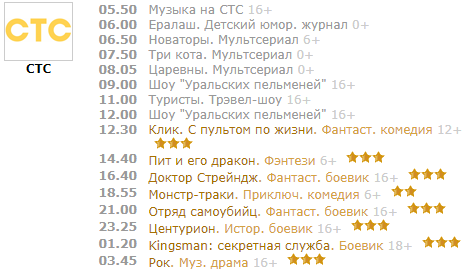 СТС
СТС
05.50 Музыка на СТС 16+
06.00 Ералаш. Детский юмор. журнал 0+
06.50 Новаторы. Мультсериал 6+
07.50 Три кота. Мультсериал 0+
08.05 Царевны. Мультсериал 0+
09.00 Шоу "Уральских пельменей" 16+
11.00 Туристы. Трэвел-шоу 16+
12.00 Шоу "Уральских пельменей" 16+
12.30 Клик. С пультом по жизни. Фантаст. комедия 12+
14.40 Пит и его дракон. Фэнтези 6+
16.40 Доктор Стрейндж. Фантаст. боевик 16+
18.55 Монстр-траки. Приключ. комедия 6+
21.00 Отряд самоубийц. Фантаст. боевик 16+
23.25 Центурион. Истор. боевик 16+
01.20 Kingsman: секретная служба. Боевик 18+
03.45 Рок. Муз. драма 16+